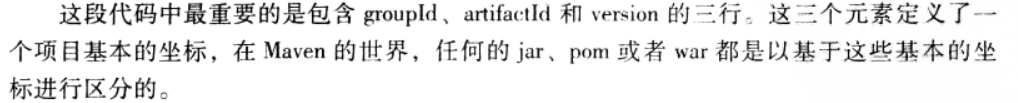 这段代码中最重要的是包含 groupId、artifactId 和 version 的三行。这三个元素定义了一
个项目基本的坐标，在 Maven 的世界，任何的 jar、pom 或者 war 都是以基于这些基本的坐
标进行区分的。